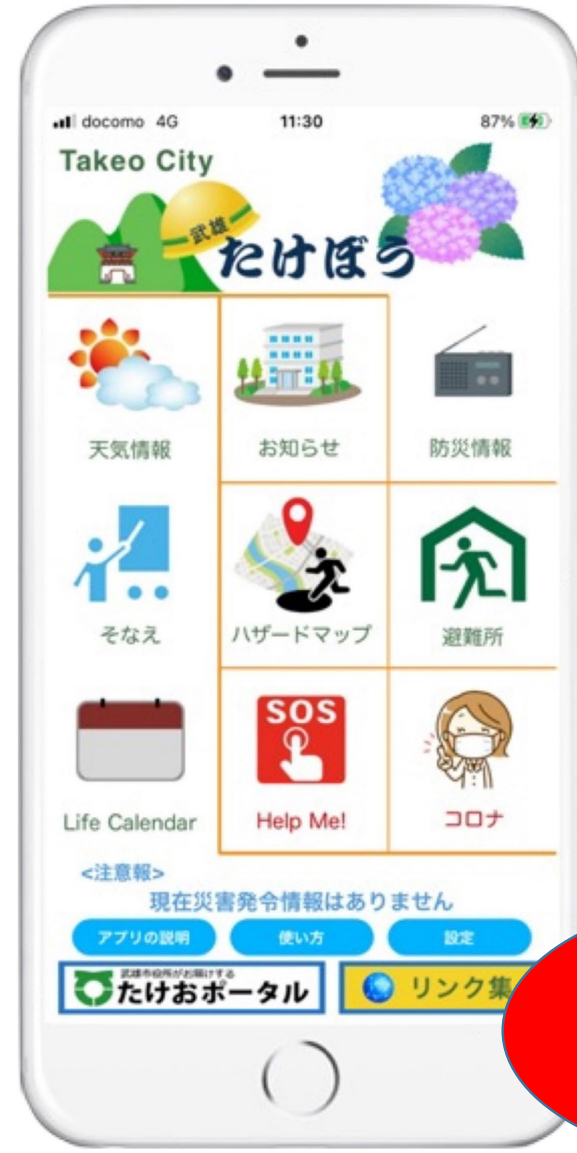 docomo 4G 11:30 87%
Takeo City
武雄
たけぼう
天気情報 お知らせ 防災情報
そなえ ハザードマップ 避難所
SOS
Life Calendar Help Me! コロナ
<注意報>
現在災害発令情報はありません
アプリの説明 使い方 設定
武雄市役所がお届けする
たけおポータル リンク集